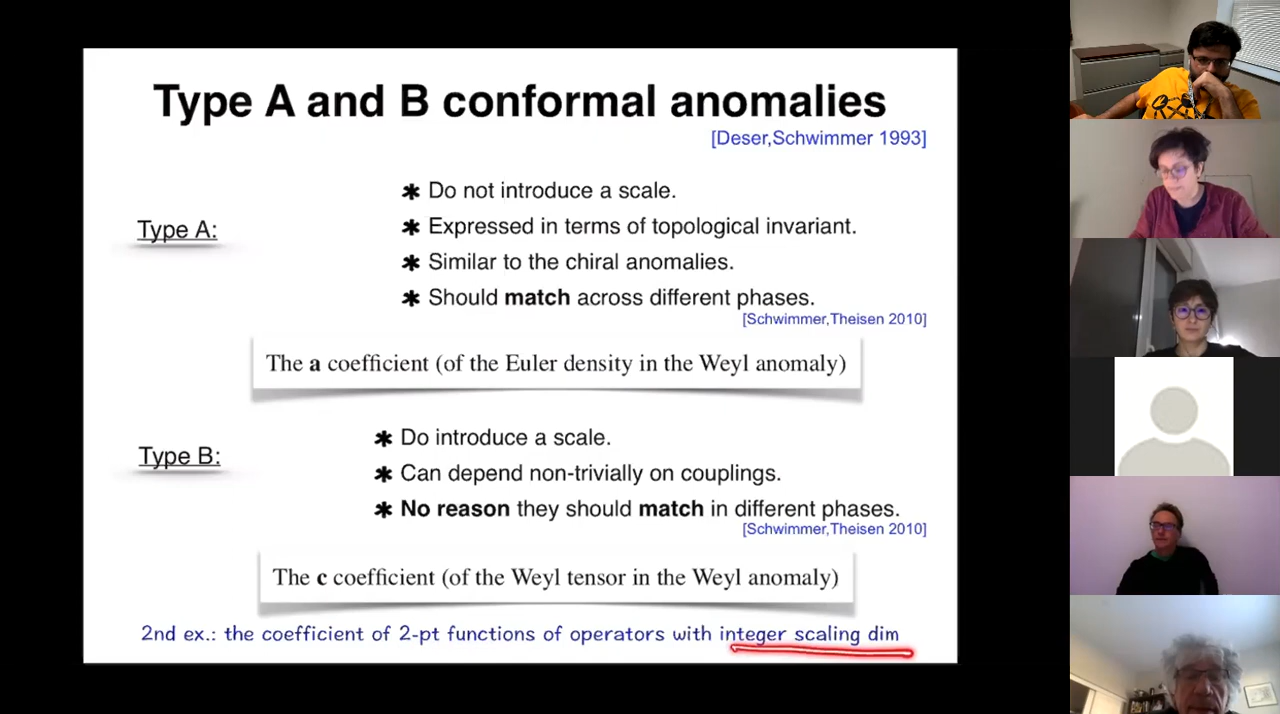 Type A and B conformal anomalies
[Deser,Schwimmer 1993]
Type A:
✱ Do not introduce a scale.
✱ Expressed in terms of topological invariant.
✱ Similar to the chiral anomalies.
✱ Should match across different phases.
[Schwimmer,Theisen 2010]
The a coefficient (of the Euler density in the Weyl anomaly)
Type B:
✱ Do introduce a scale.
✱ Can depend non-trivially on couplings.
✱ No reason they should match in different phases.
[Schwimmer,Theisen 2010]
The c coefficient (of the Weyl tensor in the Weyl anomaly)
2nd ex.: the coefficient of 2-pt functions of operators with integer scaling dim